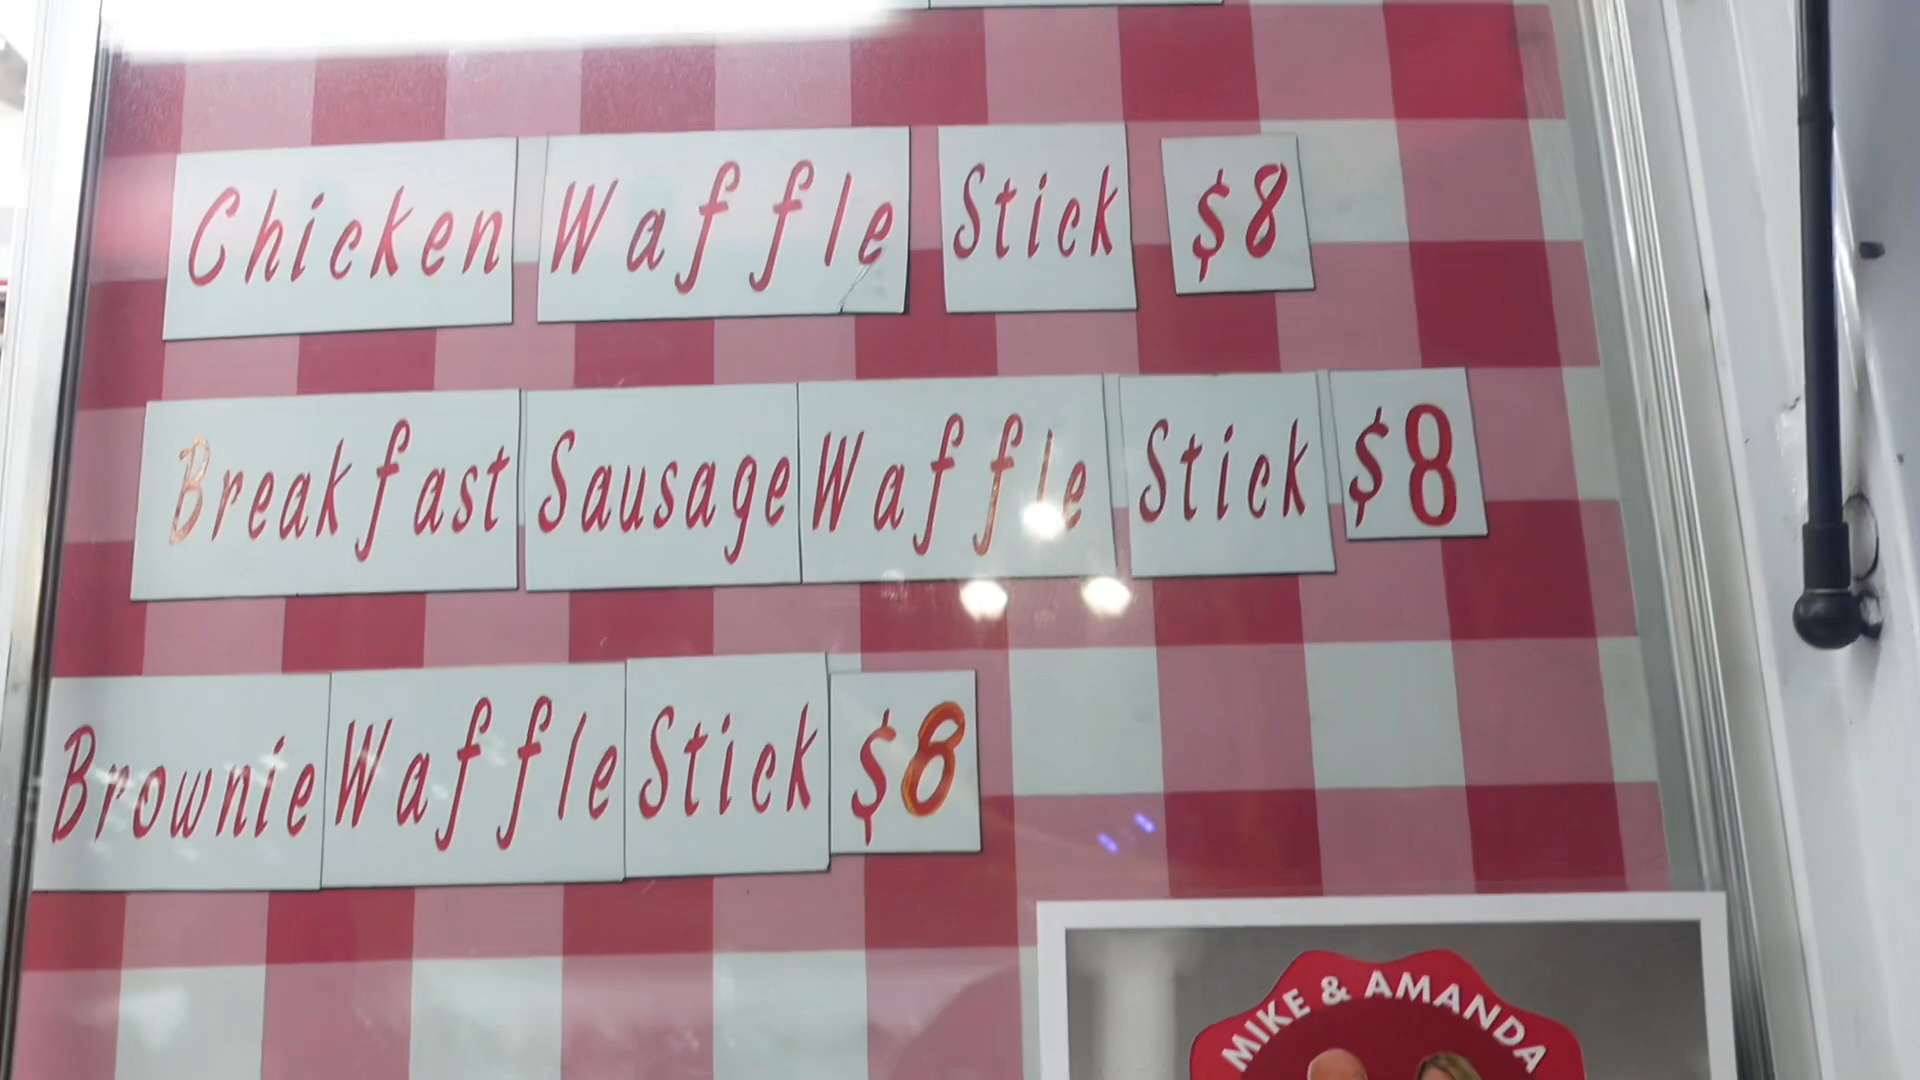 Chicken Waffle Stick $8
Breakfast Sausage Waffle Stick $8
Brownie Waffle Stick $8
MIKE & AMANDA